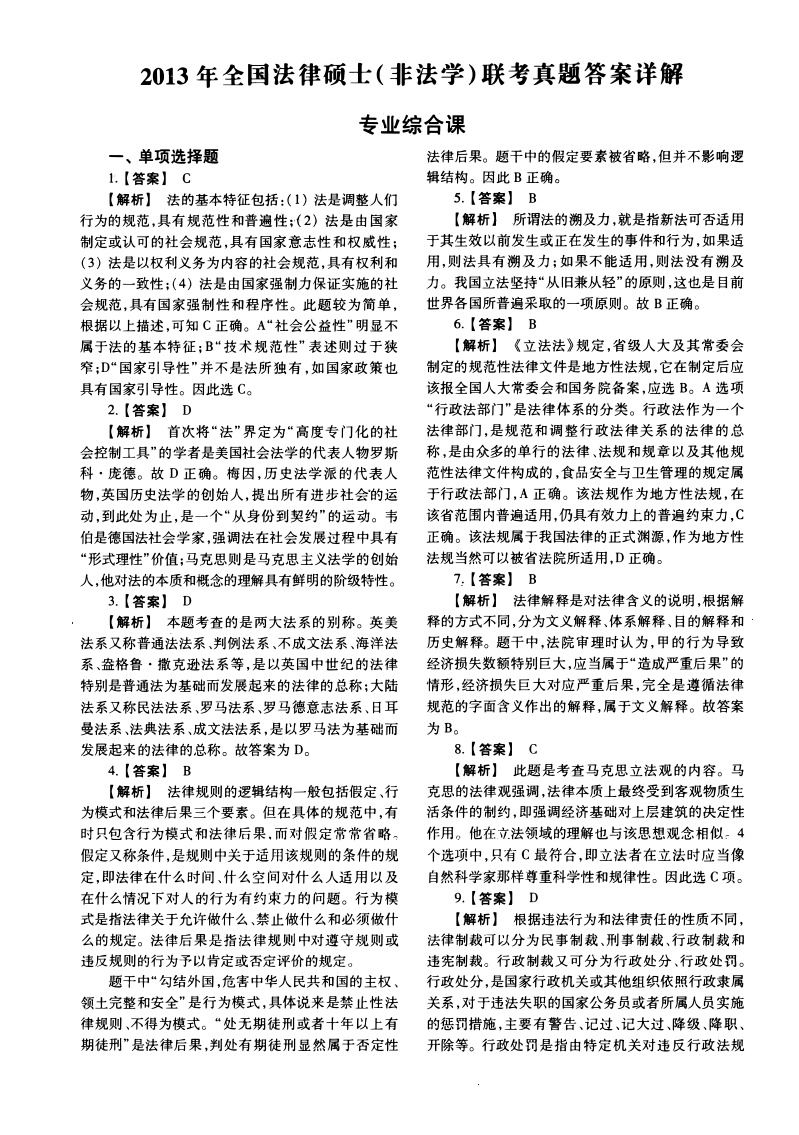 2013 年全国法律硕士(非法学)联考真题答案详解
专业综合课
一、单项选择题
1.【答案】 C
【解析】 法的基本特征包括:(1) 法是调整人们
行为的规范,具有规范性和普遍性;(2) 法是由国家
制定或认可的社会规范,具有国家意志性和权威性;
(3) 法是以权利义务为内容的社会规范,具有权利和
义务的一致性;(4) 法是由国家强制力保证实施的社
会规范,具有国家强制性和程序性。此题较为简单,
根据以上描述,可知 C 正确。A“社会公益性”明显不
属于法的基本特征;B“技术规范性”表述则过于狭
窄;D“国家引导性”并不是法所独有,如国家政策也
具有国家引导性。因此选 C。
2.【答案】 D
【解析】 首次将“法”界定为“高度专门化的社
会控制工具”的学者是美国社会法学的代表人物罗斯
科·庞德。故 D 正确。梅因,历史法学派的代表人
物,英国历史法学的创始人,提出所有进步社会的运
动,到此处为止,是一个“从身份到契约”的运动。韦
伯是德国法社会学家,强调法在社会发展过程中具有
“形式理性”价值;马克思则是马克思主义法学的创始
人,他对法的本质和概念的理解具有鲜明的阶级特性。
3.【答案】 D
【解析】 本题考查的是两大法系的别称。英美
法系又称普通法法系、判例法系、不成文法系、海洋法
系、盎格鲁·撒克逊法系等,是以英国中世纪的法律
特别是普通法为基础而发展起来的法律的总称;大陆
法系又称民法法系、罗马法系、罗马德意志法系、日耳
曼法系、法典法系、成文法法系,是以罗马法为基础而
发展起来的法律的总称。故答案为 D。
4.【答案】 B
【解析】 法律规则的逻辑结构一般包括假定、行
为模式和法律后果三个要素。但在具体的规范中,有
时只包含行为模式和法律后果,而对假定常常省略。
假定又称条件,是规则中关于适用该规则的条件的规
定,即法律在什么时间、什么空间对什么人适用以及
在什么情况下对人的行为有约束力的问题。行为模
式是指法律关于允许做什么、禁止做什么和必须做什
么的规定。法律后果是指法律规则中对遵守规则或
违反规则的行为予以肯定或否定评价的规定。
题干中“勾结外国,危害中华人民共和国的主权、
领土完整和安全”是行为模式,具体说来是禁止性法
律规则、不得为模式。“处无期徒刑或者十年以上有
期徒刑”是法律后果,判处有期徒刑显然属于否定性
法律后果。题干中的假定要素被省略,但并不影响逻
辑结构。因此 B 正确。
5.【答案】 B
【解析】 所谓法的溯及力,就是指新法可否适用
于其生效以前发生或正在发生的事件和行为,如果适
用,则法具有溯及力;如果不能适用,则法没有溯及
力。我国立法坚持“从旧兼从轻”的原则,这也是目前
世界各国所普遍采取的一项原则。故 B 正确。
6.【答案】 B
【解析】 《立法法》规定,省级人大及其常委会
制定的规范性法律文件是地方性法规,它在制定后应
该报全国人大常委会和国务院备案,应选 B。A 选项
“行政法部门”是法律体系的分类。行政法作为一个
法律部门,是规范和调整行政法律关系的法律的总
称,是由众多的单行的法律、法规和规章以及其他规
范性法律文件构成的,食品安全与卫生管理的规定属
于行政法部门,A 正确。该法规作为地方性法规,在
该省范围内普遍适用,仍具有效力上的普遍约束力,C
正确。该法规属于我国法律的正式渊源,作为地方性
法规当然可以被省法院所适用,D 正确。
7.【答案】 B
【解析】 法律解释是对法律含义的说明,根据解
释的方式不同,分为文义解释、体系解释、目的解释和
历史解释。题干中,法院审理时认为,甲的行为导致
经济损失数额特别巨大,应当属于“造成严重后果”的
情形,经济损失巨大对应严重后果,完全是遵循法律
规范的字面含义作出的解释,属于文义解释。故答案
为 B。
8.【答案】 C
【解析】 此题是考查马克思立法观的内容。马
克思的法律观强调,法律本质上最终受到客观物质生
活条件的制约,即强调经济基础对上层建筑的决定性
作用。他在立法领域的理解也与该思想观念相似。4
个选项中,只有 C 最符合,即立法者在立法时应当像
自然科学家那样尊重科学性和规律性。因此选 C 项。
9.【答案】 D
【解析】 根据违法行为和法律责任的性质不同,
法律制裁可以分为民事制裁、刑事制裁、行政制裁和
违宪制裁。行政制裁又可分为行政处分、行政处罚。
行政处分,是国家行政机关或其他组织依照行政隶属
关系,对于违法失职的国家公务员或者所属人员实施
的惩罚措施,主要有警告、记过、记大过、降级、降职、
开除等。行政处罚是指由特定机关对违反行政法规